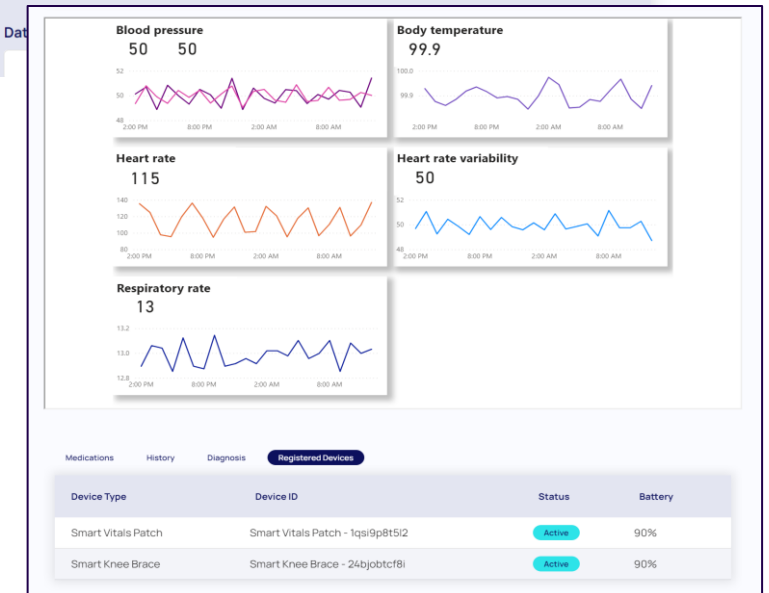 Dat
Blood pressure
50 50
52
50
48
2:00 PM 8:00 PM 2:00 AM 8:00 AM
Body temperature
99.9
100.0
99.9
2:00 PM 8:00 PM 2:00 AM 8:00 AM
Heart rate
115
140
120
100
80
2:00 PM 8:00 PM 2:00 AM 8:00 AM
Heart rate variability
50
52
50
48
2:00 PM 8:00 PM 2:00 AM 8:00 AM
Respiratory rate
13
13.2
13.0
12.8
2:00 PM 8:00 PM 2:00 AM 8:00 AM
Medications History Diagnosis Registered Devices
Device Type Device ID Status Battery
Smart Vitals Patch Smart Vitals Patch - 1qsi9p8t5l2 Active 90%
Smart Knee Brace Smart Knee Brace - 24bjobtcf8i Active 90%